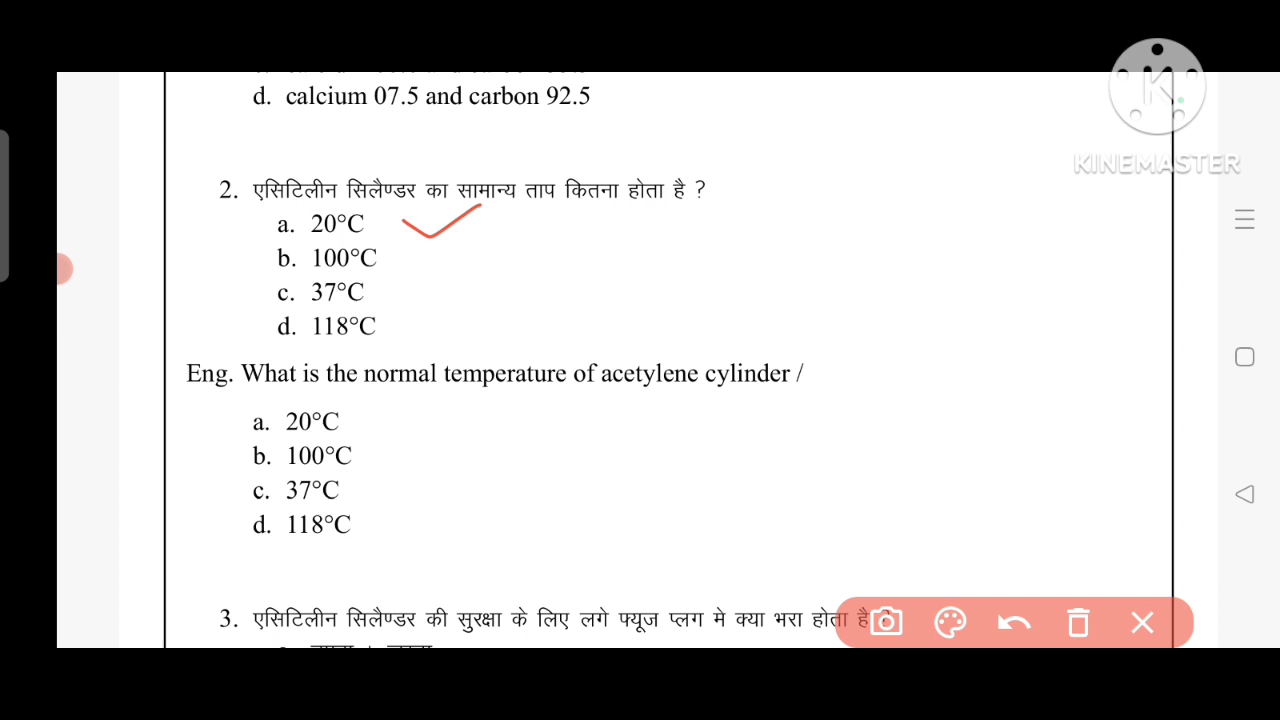 d. calcium 07.5 and carbon 92.5
KINEMASTER
2. एसिटिलीन सिलैण्डर का सामान्य ताप कितना होता है ?
a. 20°C
b. 100°C
c. 37°C
d. 118°C
Eng. What is the normal temperature of acetylene cylinder /
a. 20°C
b. 100°C
c. 37°C
d. 118°C
3. एसिटिलीन सिलैण्डर की सुरक्षा के लिए लगे फ्यूज प्लग मे क्या भरा होता है ?